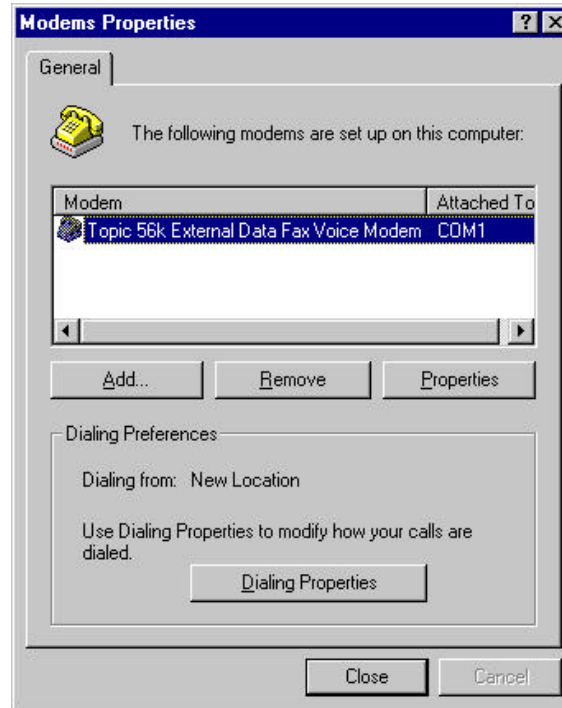 Modems Properties
General
The following modems are set up on this computer:
Modem Attached To
Topic 56k External Data Fax Voice Modem COM1
Add... Remove Properties
Dialing Preferences
Dialing from: New Location
Use Dialing Properties to modify how your calls are
dialed.
Dialing Properties
Close Cancel